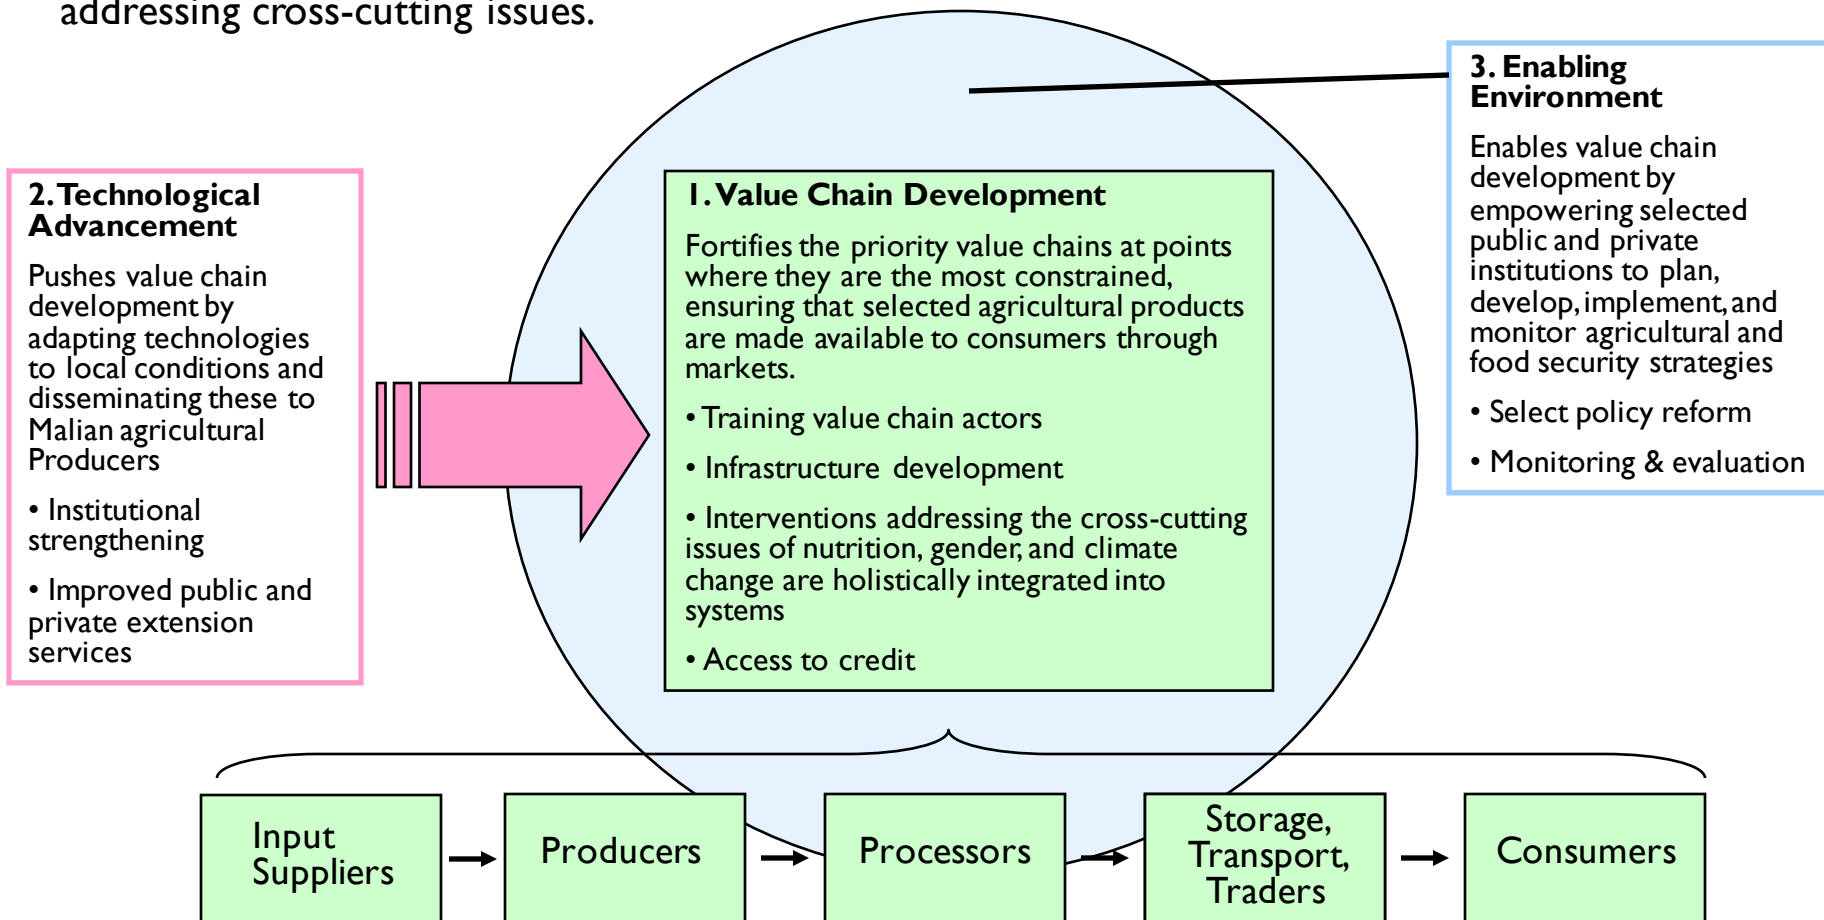 addressing cross-cutting issues.
3. Enabling
Environment
Enables value chain
development by
empowering selected
public and private
institutions to plan,
develop, implement, and
monitor agricultural and
food security strategies
• Select policy reform
• Monitoring & evaluation
2. Technological
Advancement
Pushes value chain
development by
adapting technologies
to local conditions and
disseminating these to
Malian agricultural
Producers
• Institutional
strengthening
• Improved public and
private extension
services
1. Value Chain Development
Fortifies the priority value chains at points
where they are the most constrained,
ensuring that selected agricultural products
are made available to consumers through
markets.
• Training value chain actors
• Infrastructure development
• Interventions addressing the cross-cutting
issues of nutrition, gender, and climate
change are holistically integrated into
systems
• Access to credit
Input
Suppliers
Producers
Processors
Storage,
Transport,
Traders
Consumers